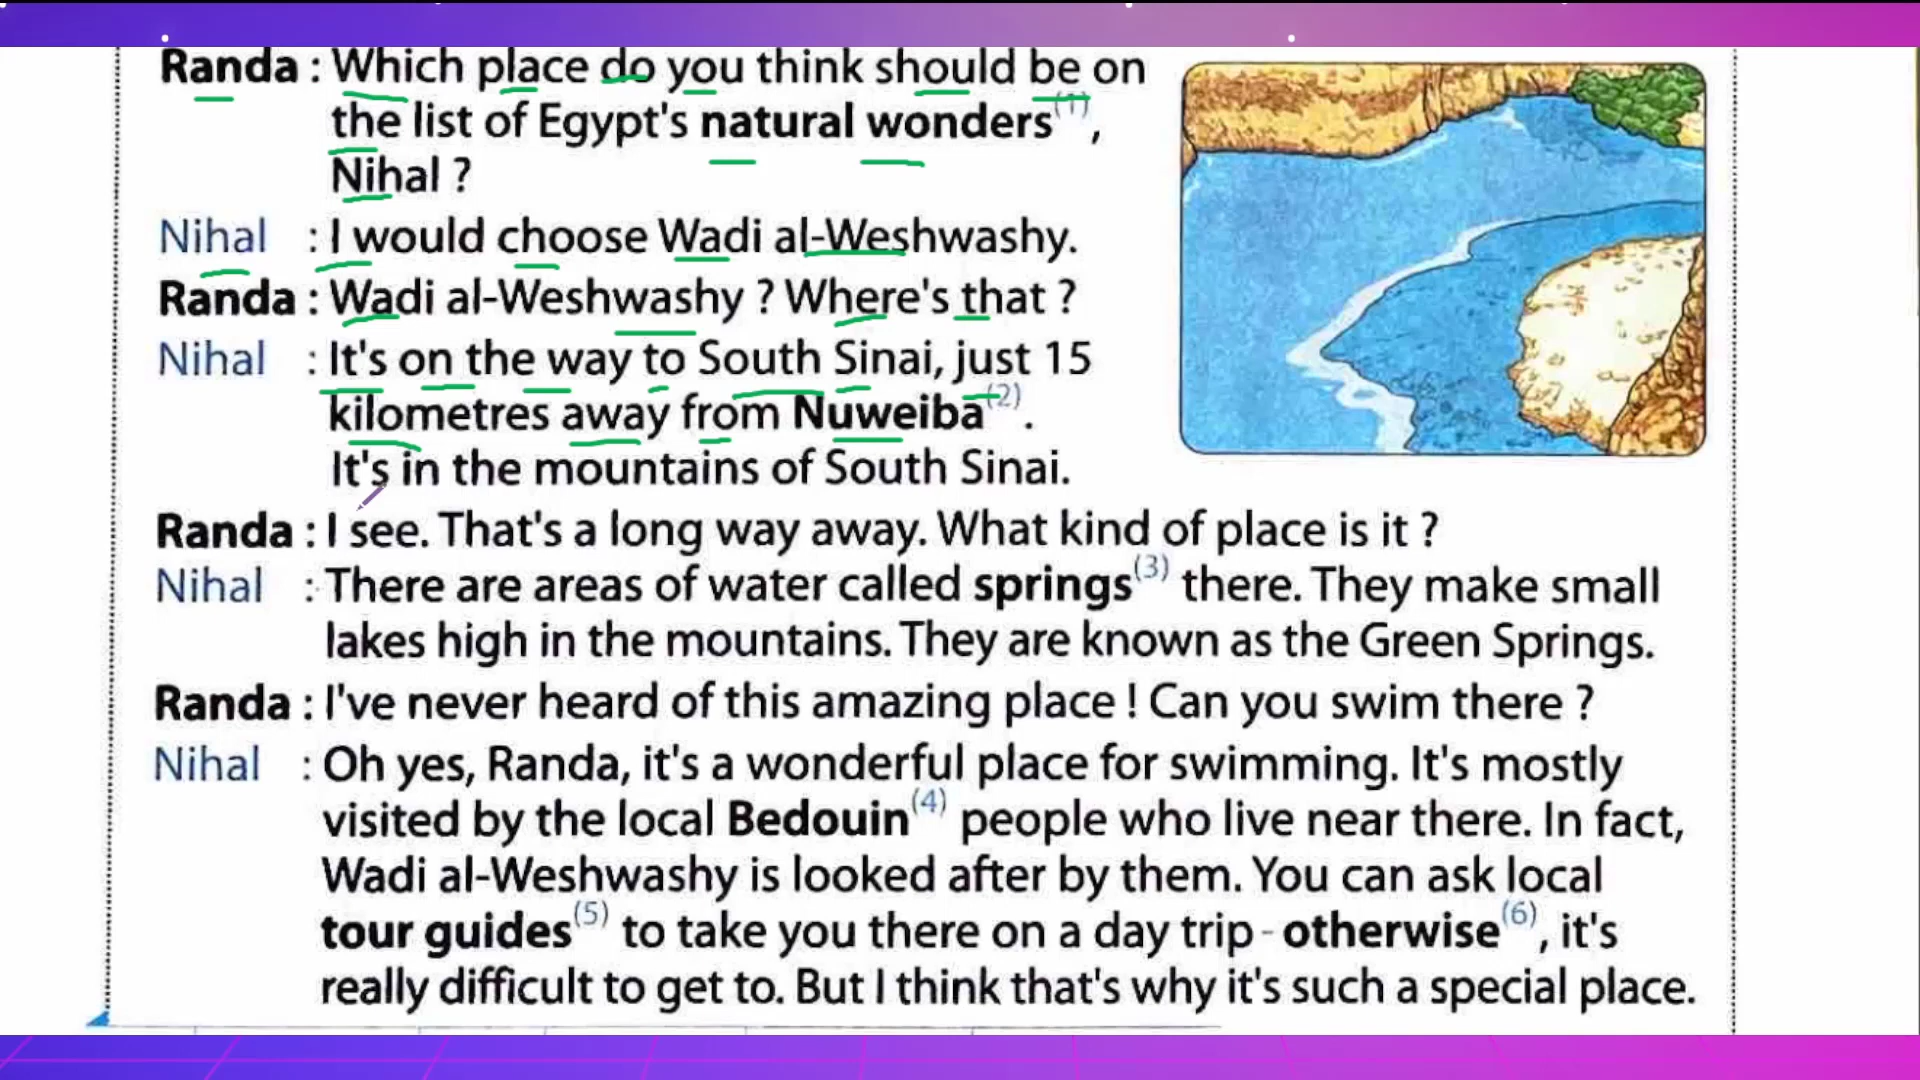 Randa : Which place do you think should be on
the list of Egypt's natural wonders(1),
Nihal ?
Nihal : I would choose Wadi al-Weshwashy.
Randa : Wadi al-Weshwashy ? Where's that ?
Nihal : It's on the way to South Sinai, just 15
kilometres away from Nuweiba(2).
It's in the mountains of South Sinai.
Randa : I see. That's a long way away. What kind of place is it ?
Nihal : There are areas of water called springs(3) there. They make small
lakes high in the mountains. They are known as the Green Springs.
Randa : I've never heard of this amazing place ! Can you swim there ?
Nihal : Oh yes, Randa, it's a wonderful place for swimming. It's mostly
visited by the local Bedouin(4) people who live near there. In fact,
Wadi al-Weshwashy is looked after by them. You can ask local
tour guides(5) to take you there on a day trip - otherwise(6), it's
really difficult to get to. But I think that's why it's such a special place.